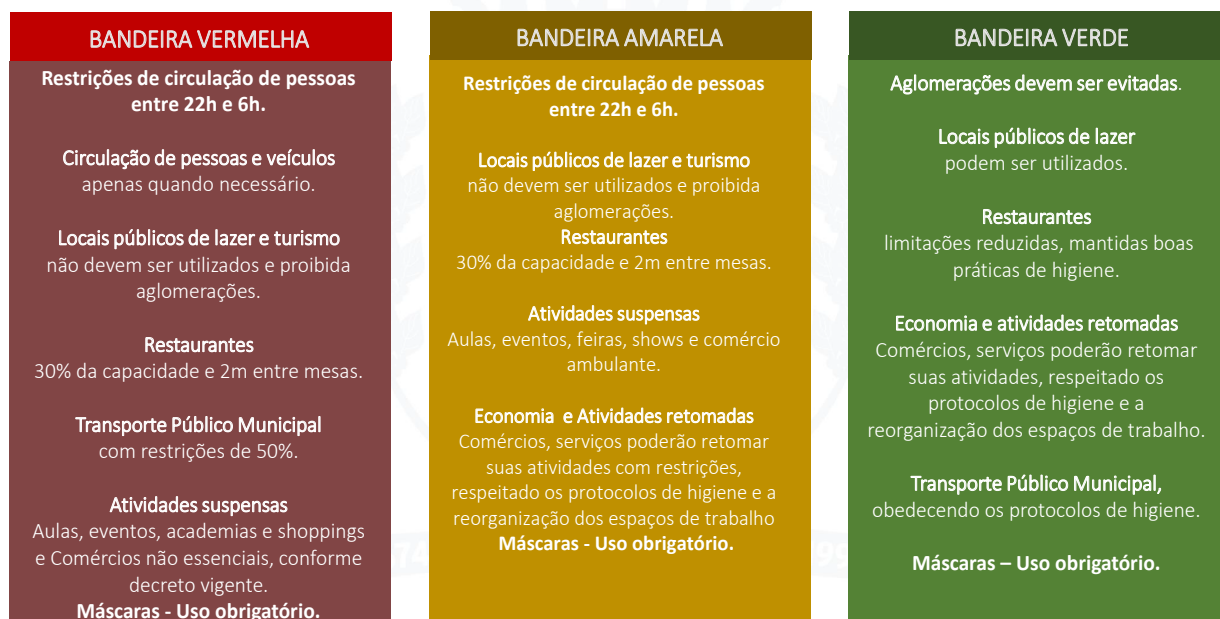 BANDEIRA VERMELHA
Restrições de circulação de pessoas
entre 22h e 6h.
Circulação de pessoas e veículos
apenas quando necessário.
Locais públicos de lazer e turismo
não devem ser utilizados e proibida
aglomerações.
Restaurantes
30% da capacidade e 2m entre mesas.
Transporte Público Municipal
com restrições de 50%.
Atividades suspensas
Aulas, eventos, academias e shoppings
e Comércios não essenciais, conforme
decreto vigente.
Máscaras - Uso obrigatório.
BANDEIRA AMARELA
Restrições de circulação de pessoas
entre 22h e 6h.
Locais públicos de lazer e turismo
não devem ser utilizados e proibida
aglomerações.
Restaurantes
30% da capacidade e 2m entre mesas.
Atividades suspensas
Aulas, eventos, feiras, shows e comércio
ambulante.
Economia e Atividades retomadas
Comércios, serviços poderão retomar
suas atividades com restrições,
respeitado os protocolos de higiene e a
reorganização dos espaços de trabalho
Máscaras - Uso obrigatório.
BANDEIRA VERDE
Aglomerações devem ser evitadas.
Locais públicos de lazer
podem ser utilizados.
Restaurantes
limitações reduzidas, mantidas boas
práticas de higiene.
Economia e atividades retomadas
Comércios, serviços poderão retomar
suas atividades, respeitado os
protocolos de higiene e a
reorganização dos espaços de trabalho.
Transporte Público Municipal,
obedecendo os protocolos de higiene.
Máscaras – Uso obrigatório.